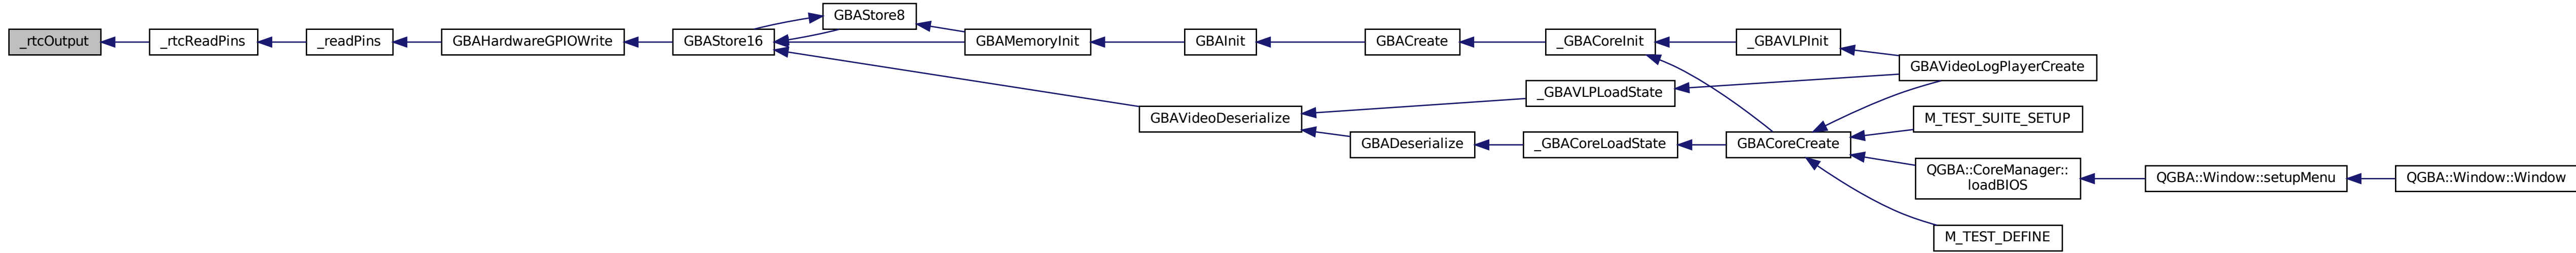 _rtcOutput
_rtcReadPins
_readPins
GBAHardwareGPIOWrite
GBAStore16
GBAStore8
GBAMemoryInit
GBAInit
GBACreate
_GBACoreInit
_GBAVLPInit
GBAVideoLogPlayerCreate
_GBAVLPLoadState
GBAVideoDeserialize
GBADeserialize
_GBACoreLoadState
GBACoreCreate
M_TEST_SUITE_SETUP
QGBA::CoreManager::
loadBIOS
QGBA::Window::setupMenu
QGBA::Window::Window
M_TEST_DEFINE